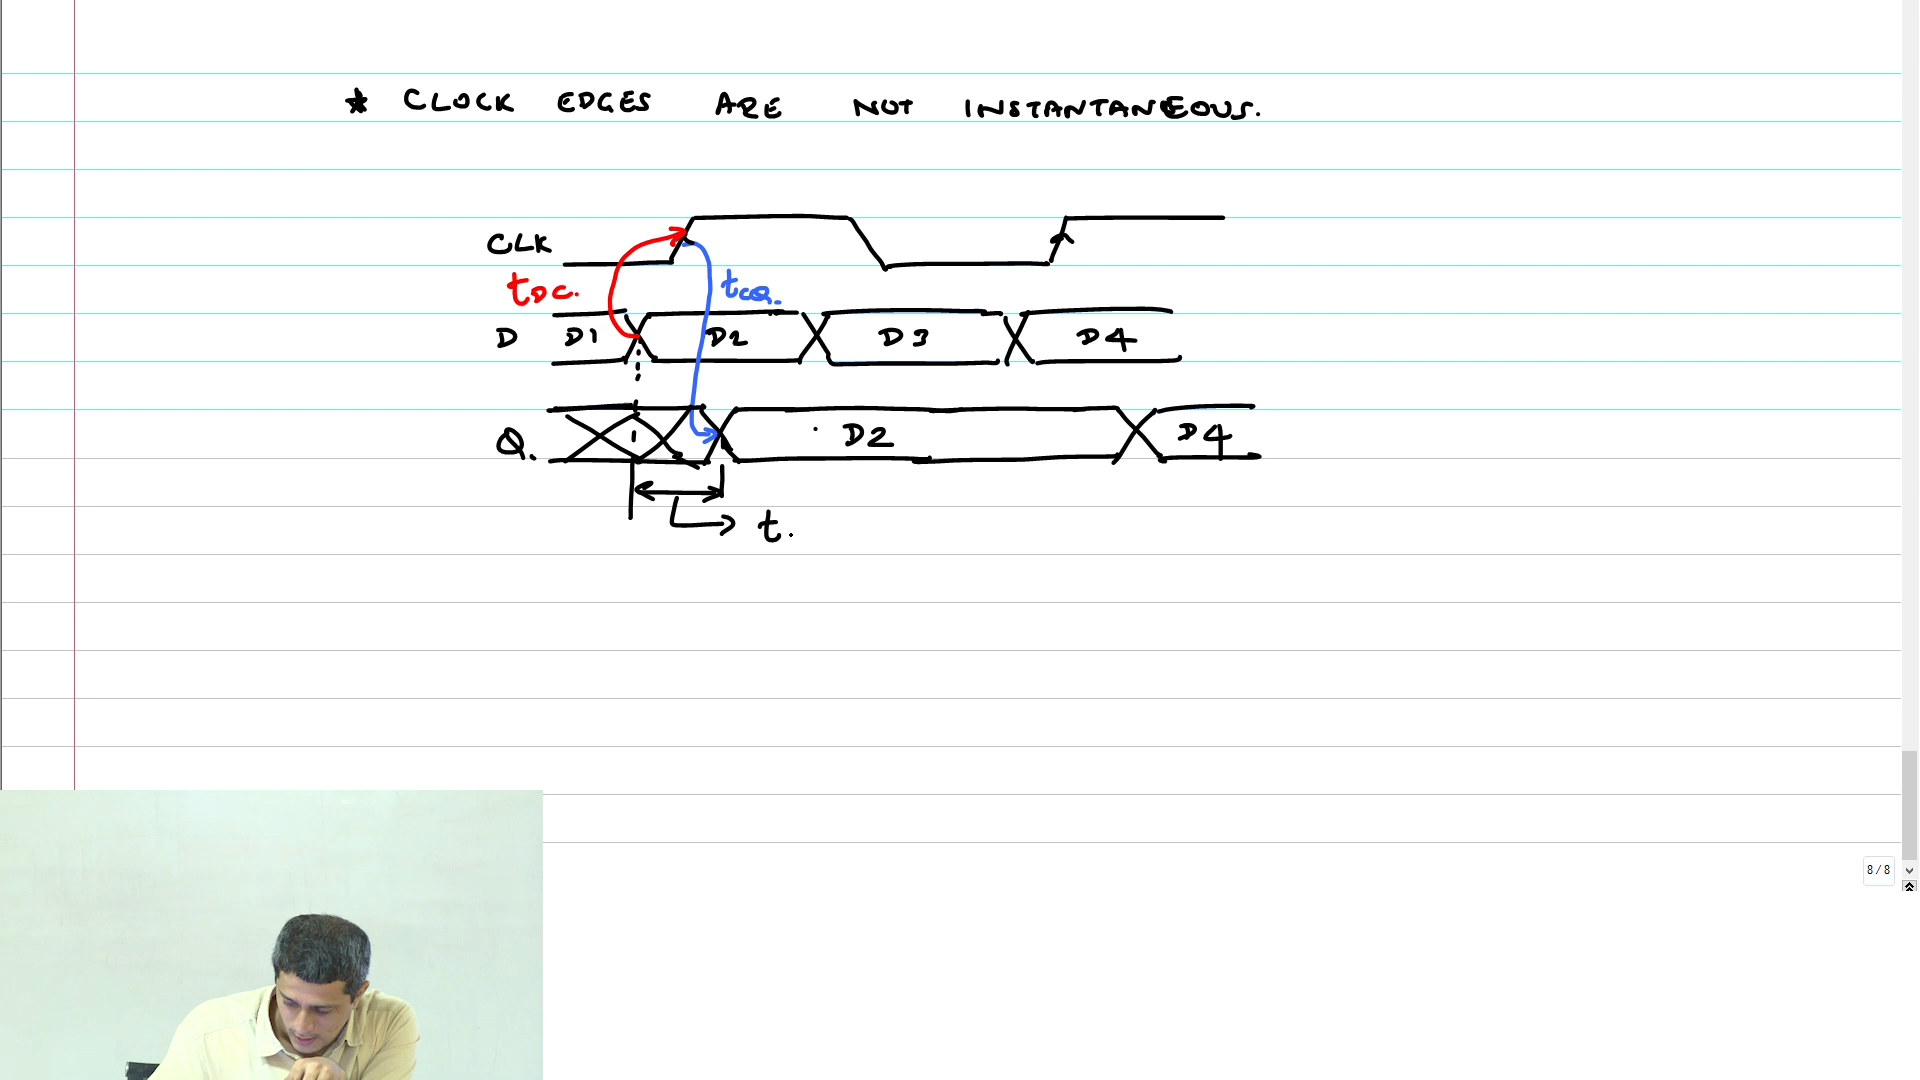 * CLOCK EDGES ARE NOT INSTANTANEOUS.
CLK
tDC.
tCQ.
D D1 D2 D3 D4
Q. D2 D4
t.
8/8